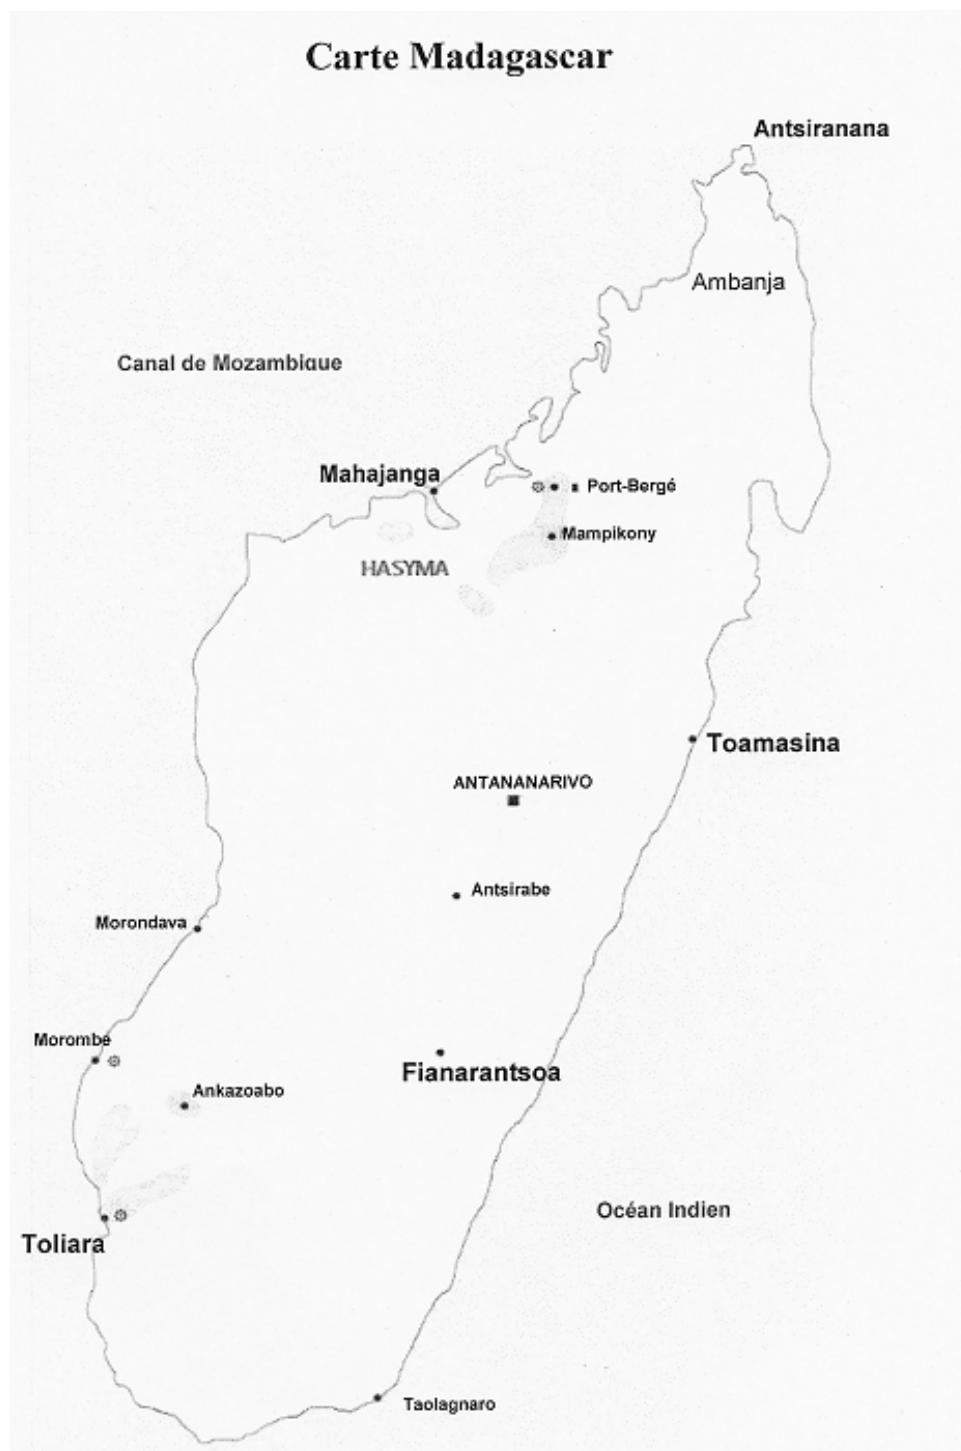 Carte Madagascar
Antsiranana
Ambanja
Canal de Mozambique
Mahajanga
Port-Bergé
Mampikony
HASYMA
Toamasina
ANTANANARIVO
Antsirabe
Morondava
Morombe
Fianarantsoa
Ankazoabo
Océan Indien
Toliara
Taolagnaro